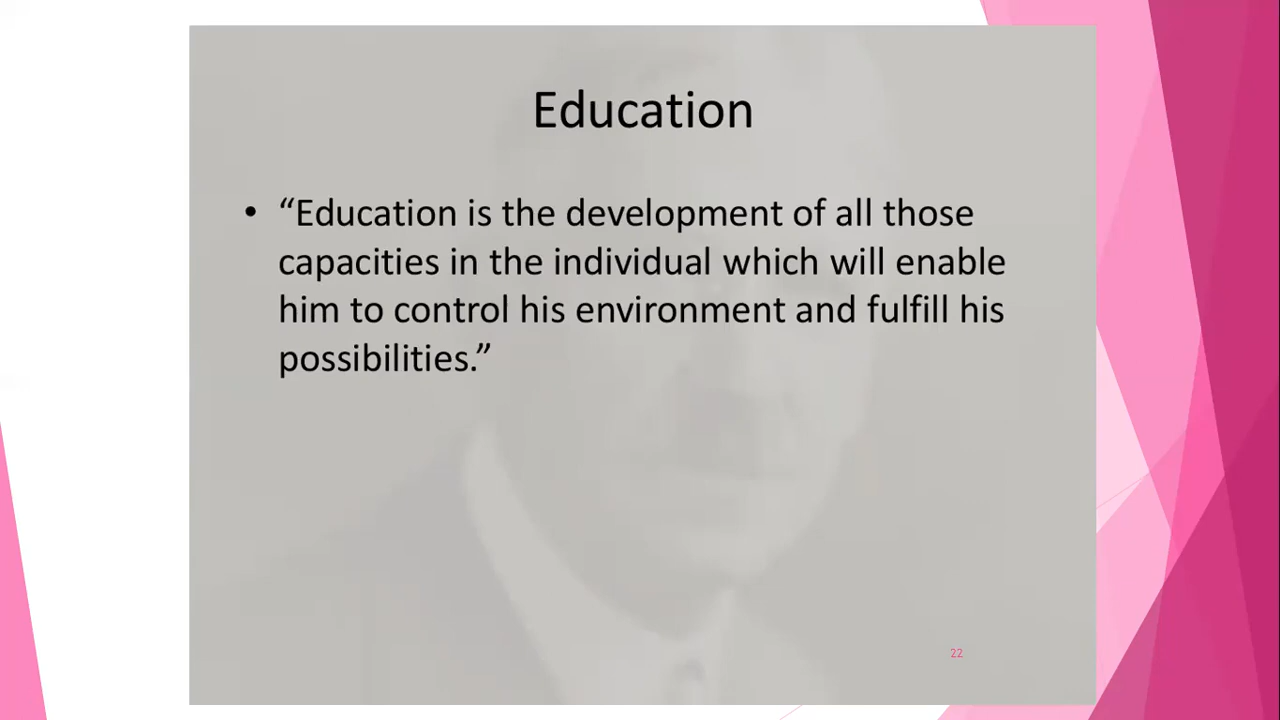 Education
• “Education is the development of all those
capacities in the individual which will enable
him to control his environment and fulfill his
possibilities.”
22